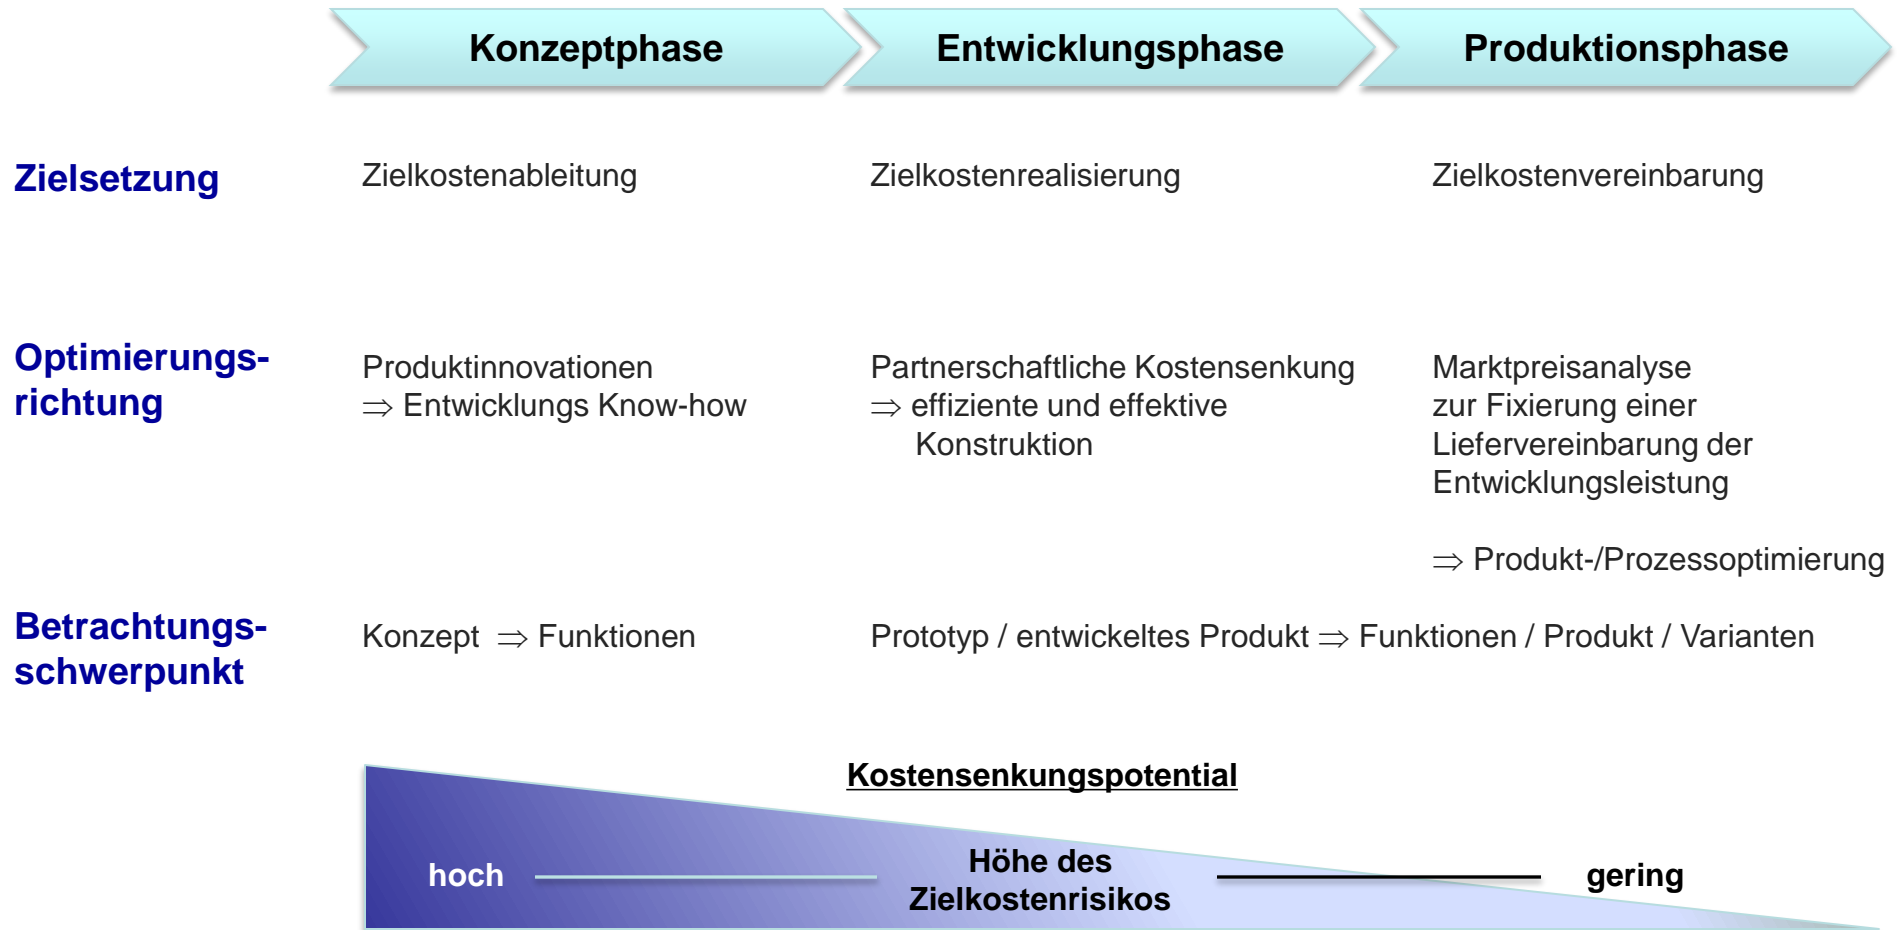 Konzeptphase
Entwicklungsphase
Produktionsphase
Zielsetzung
Zielkostenableitung
Zielkostenrealisierung
Zielkostenvereinbarung
Optimierungs-
richtung
Produktinnovationen
⇒ Entwicklungs Know-how
Partnerschaftliche Kostensenkung
⇒ effiziente und effektive
Konstruktion
Marktpreisanalyse
zur Fixierung einer
Liefervereinbarung der
Entwicklungsleistung
⇒ Produkt-/Prozessoptimierung
Betrachtungs-
schwerpunkt
Konzept ⇒ Funktionen
Prototyp / entwickeltes Produkt ⇒ Funktionen / Produkt / Varianten
Kostensenkungspotential
hoch
Höhe des
Zielkostenrisikos
gering